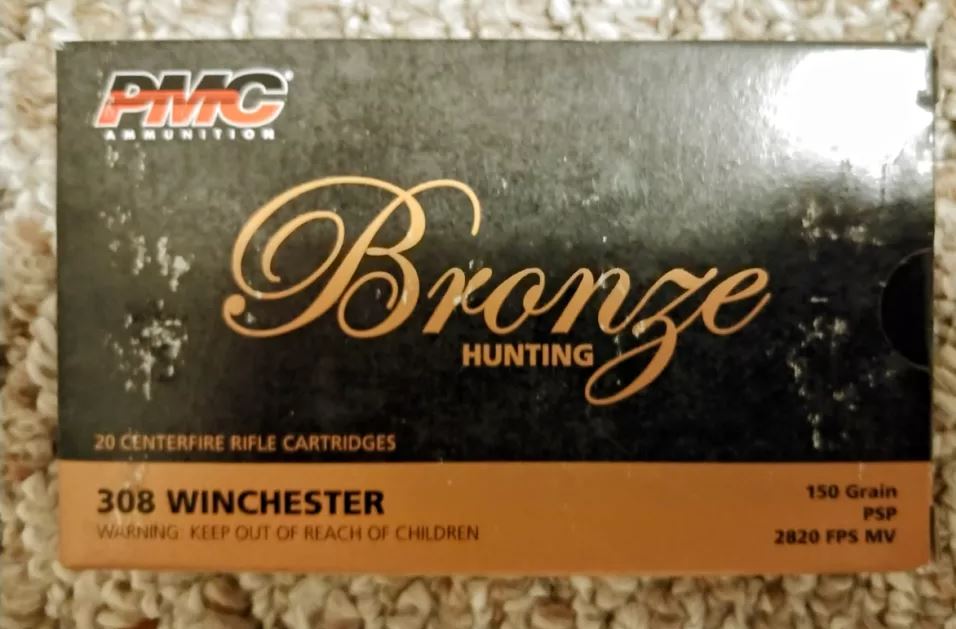 PMC®
AMMUNITION
Bronze
HUNTING
20 CENTERFIRE RIFLE CARTRIDGES
308 WINCHESTER
WARNING: KEEP OUT OF REACH OF CHILDREN
150 Grain
PSP
2820 FPS MV